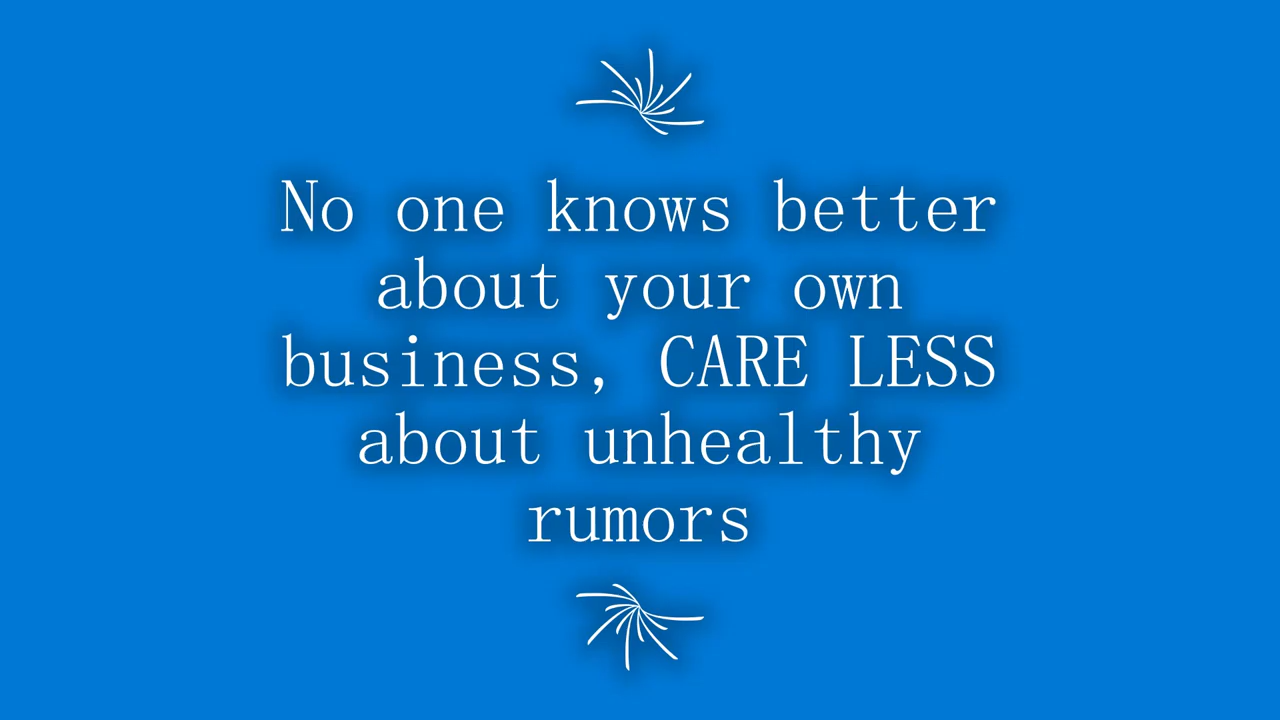 No one knows better
about your own
business, CARE LESS
about unhealthy
rumors